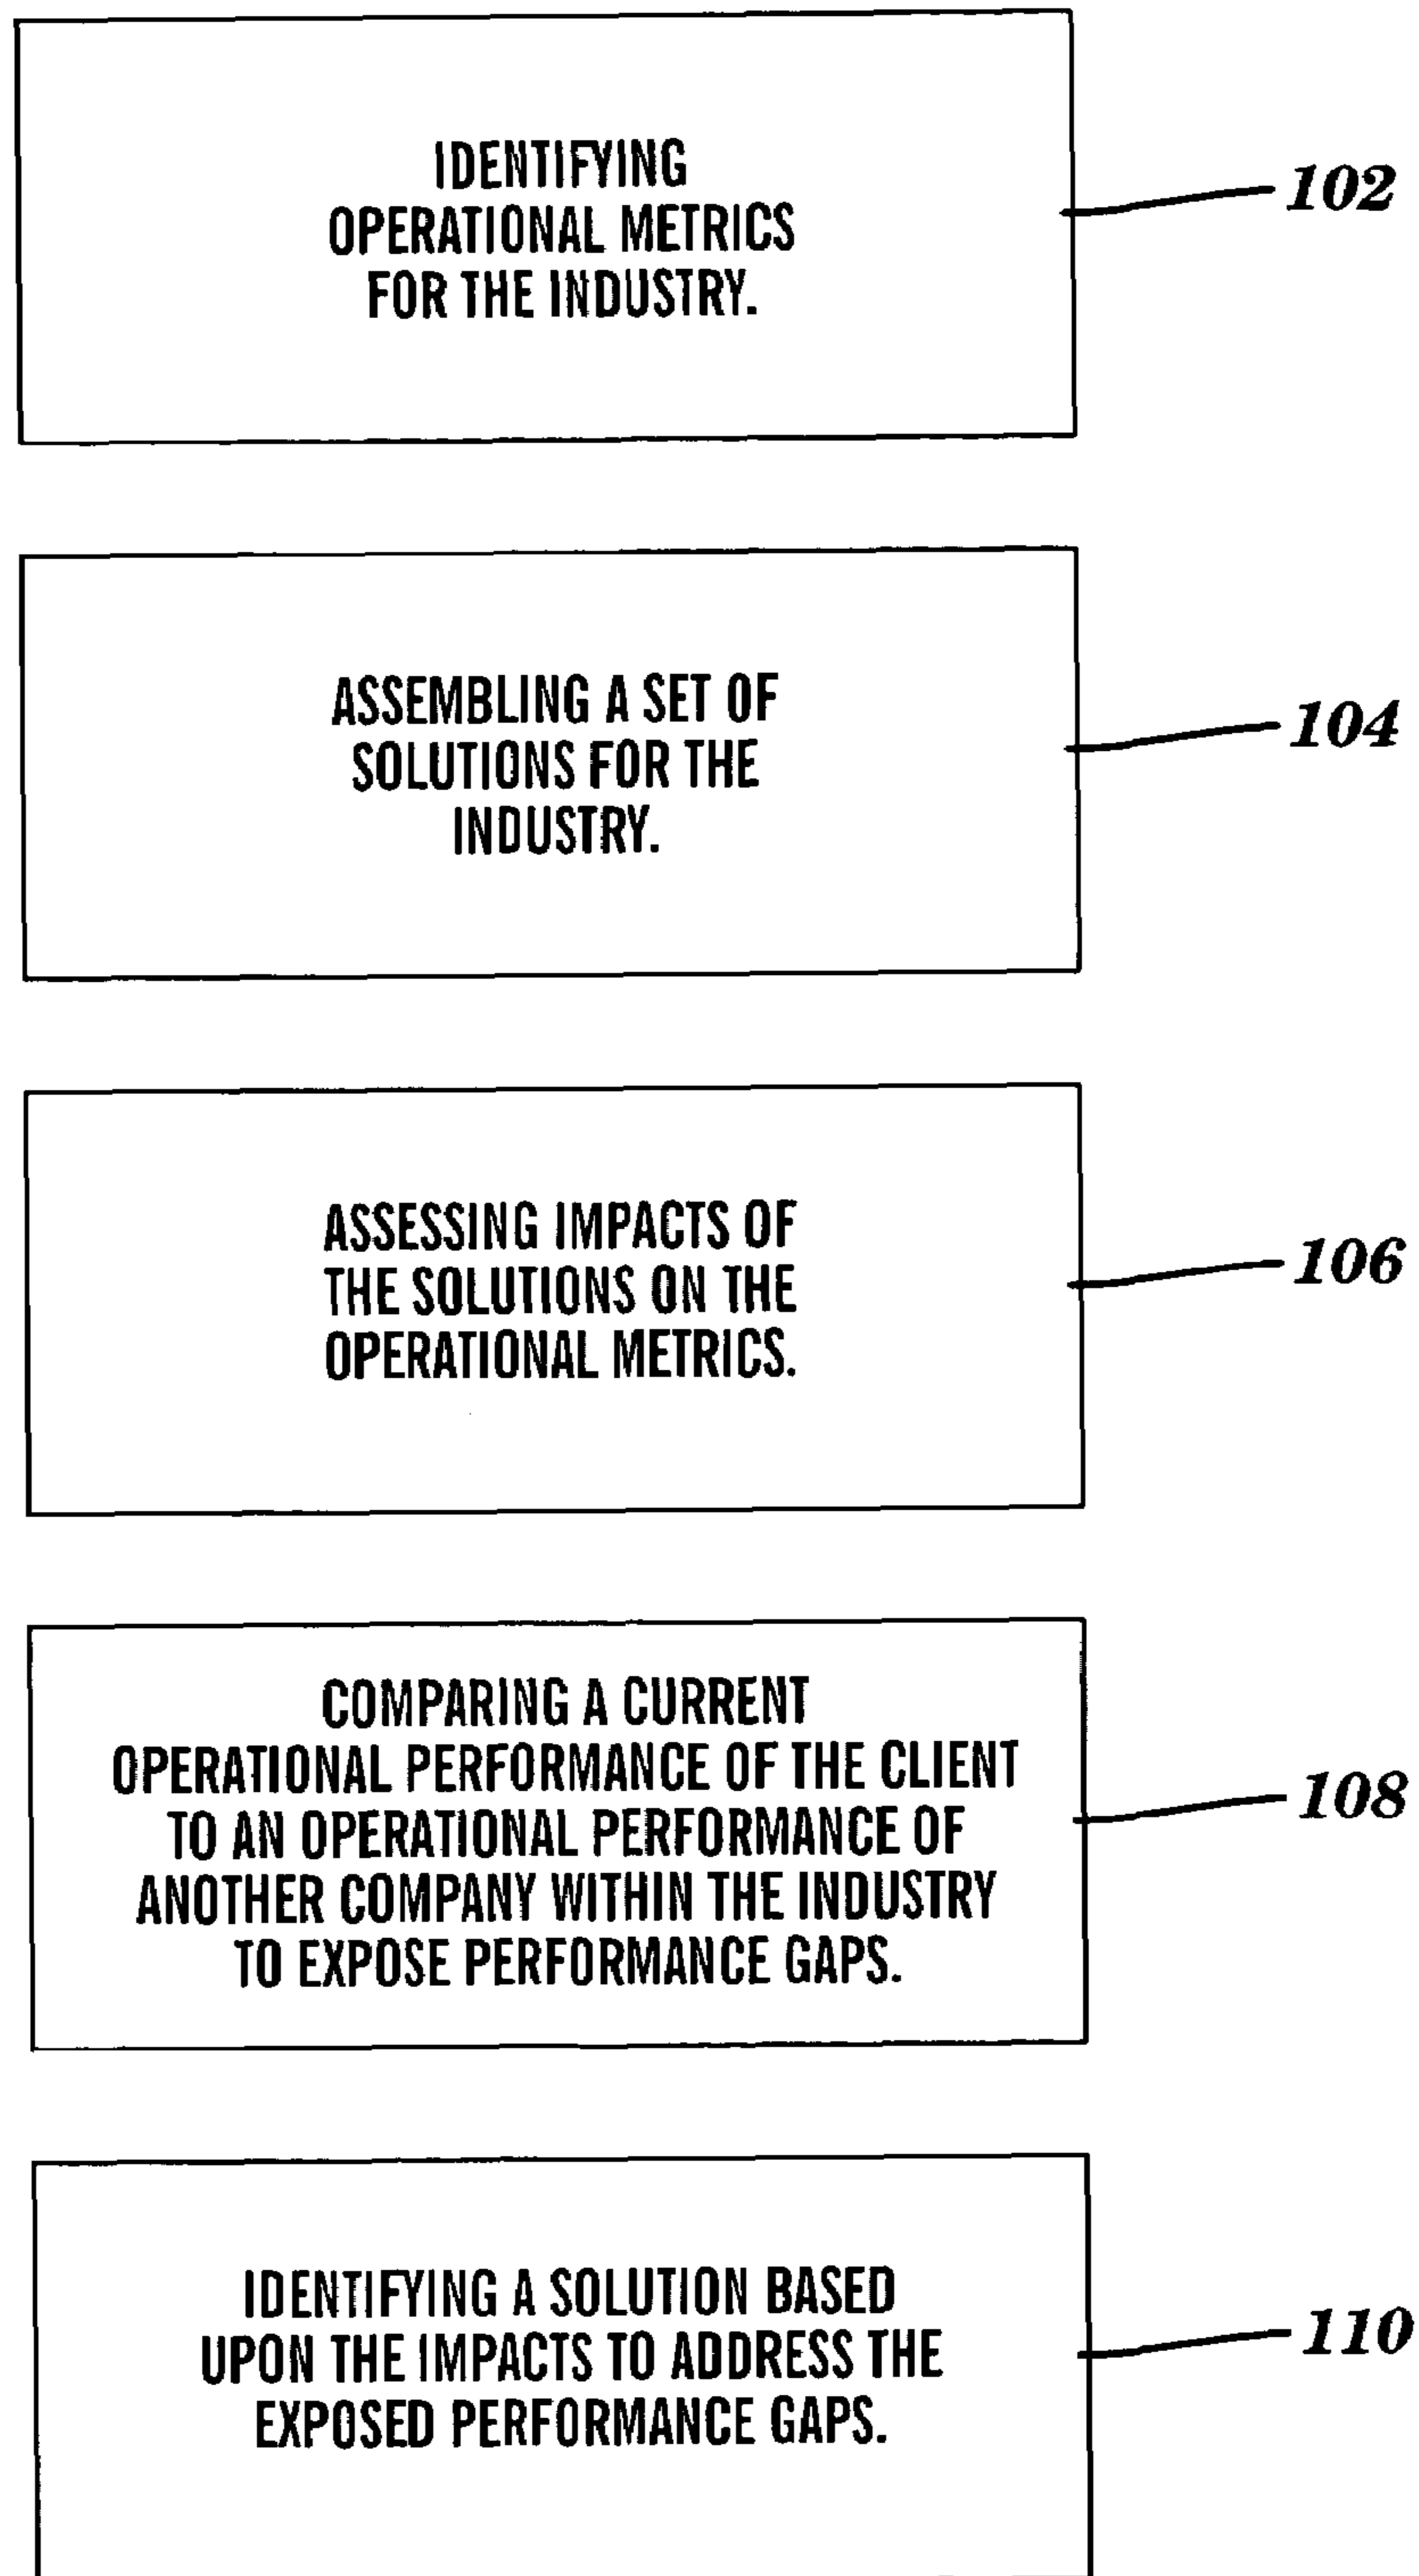 IDENTIFYING
OPERATIONAL METRICS
FOR THE INDUSTRY.
102
ASSEMBLING A SET OF
SOLUTIONS FOR THE
INDUSTRY.
104
ASSESSING IMPACTS OF
THE SOLUTIONS ON THE
OPERATIONAL METRICS.
106
COMPARING A CURRENT
OPERATIONAL PERFORMANCE OF THE CLIENT
TO AN OPERATIONAL PERFORMANCE OF
ANOTHER COMPANY WITHIN THE INDUSTRY
TO EXPOSE PERFORMANCE GAPS.
108
IDENTIFYING A SOLUTION BASED
UPON THE IMPACTS TO ADDRESS THE
EXPOSED PERFORMANCE GAPS.
110